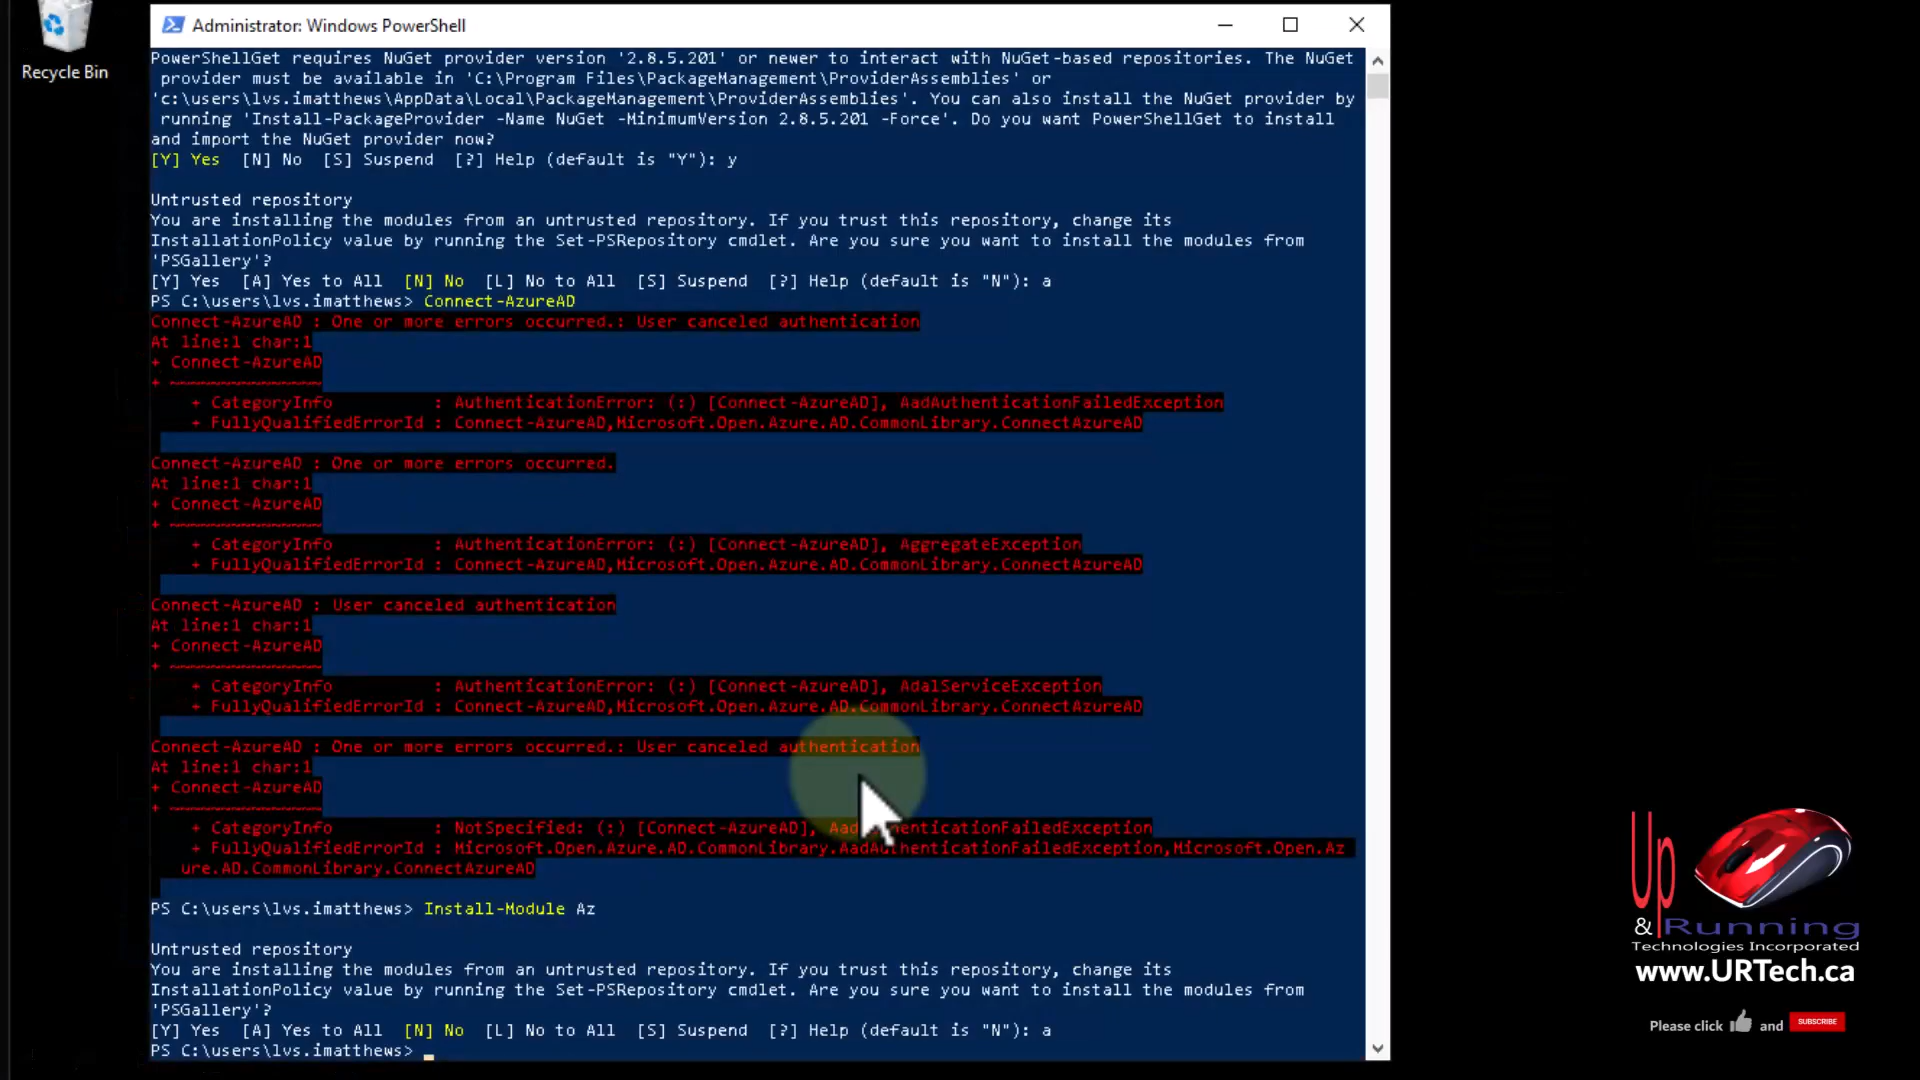 Recycle Bin
Administrator: Windows PowerShell
PowerShellGet requires NuGet provider version '2.8.5.201' or newer to interact with NuGet-based repositories. The NuGet
provider must be available in 'C:\Program Files\PackageManagement\ProviderAssemblies' or
'c:\users\lvs.imatthews\AppData\Local\PackageManagement\ProviderAssemblies'. You can also install the NuGet provider by
running 'Install-PackageProvider -Name NuGet -MinimumVersion 2.8.5.201 -Force'. Do you want PowerShellGet to install
and import the NuGet provider now?
[Y] Yes  [N] No  [S] Suspend  [?] Help (default is "Y"): y
Untrusted repository
You are installing the modules from an untrusted repository. If you trust this repository, change its
InstallationPolicy value by running the Set-PSRepository cmdlet. Are you sure you want to install the modules from
'PSGallery'?
[Y] Yes  [A] Yes to All  [N] No  [L] No to All  [S] Suspend  [?] Help (default is "N"): a
PS C:\users\lvs.imatthews> Connect-AzureAD
Connect-AzureAD : One or more errors occurred.: User canceled authentication
At line:1 char:1
+ Connect-AzureAD
+ ~~~~~~~~~~~~~~~
+ CategoryInfo          : AuthenticationError: (:) [Connect-AzureAD], AadAuthenticationFailedException
+ FullyQualifiedErrorId : Connect-AzureAD,Microsoft.Open.Azure.AD.CommonLibrary.ConnectAzureAD
Connect-AzureAD : One or more errors occurred.
At line:1 char:1
+ Connect-AzureAD
+ ~~~~~~~~~~~~~~~
+ CategoryInfo          : AuthenticationError: (:) [Connect-AzureAD], AggregateException
+ FullyQualifiedErrorId : Connect-AzureAD,Microsoft.Open.Azure.AD.CommonLibrary.ConnectAzureAD
Connect-AzureAD : User canceled authentication
At line:1 char:1
+ Connect-AzureAD
+ ~~~~~~~~~~~~~~~
+ CategoryInfo          : AuthenticationError: (:) [Connect-AzureAD], AdalServiceException
+ FullyQualifiedErrorId : Connect-AzureAD,Microsoft.Open.Azure.AD.CommonLibrary.ConnectAzureAD
Connect-AzureAD : One or more errors occurred.: User canceled authentication
At line:1 char:1
+ Connect-AzureAD
+ ~~~~~~~~~~~~~~~
+ CategoryInfo          : NotSpecified: (:) [Connect-AzureAD], AadAuthenticationFailedException
+ FullyQualifiedErrorId : Microsoft.Open.Azure.AD.CommonLibrary.AadAuthenticationFailedException,Microsoft.Open.Az
ure.AD.CommonLibrary.ConnectAzureAD
PS C:\users\lvs.imatthews> Install-Module Az
Untrusted repository
You are installing the modules from an untrusted repository. If you trust this repository, change its
InstallationPolicy value by running the Set-PSRepository cmdlet. Are you sure you want to install the modules from
'PSGallery'?
[Y] Yes  [A] Yes to All  [N] No  [L] No to All  [S] Suspend  [?] Help (default is "N"): a
PS C:\users\lvs.imatthews>
Up
& Running
Technologies Incorporated
www.URTech.ca
Please click and SUBSCRIBE